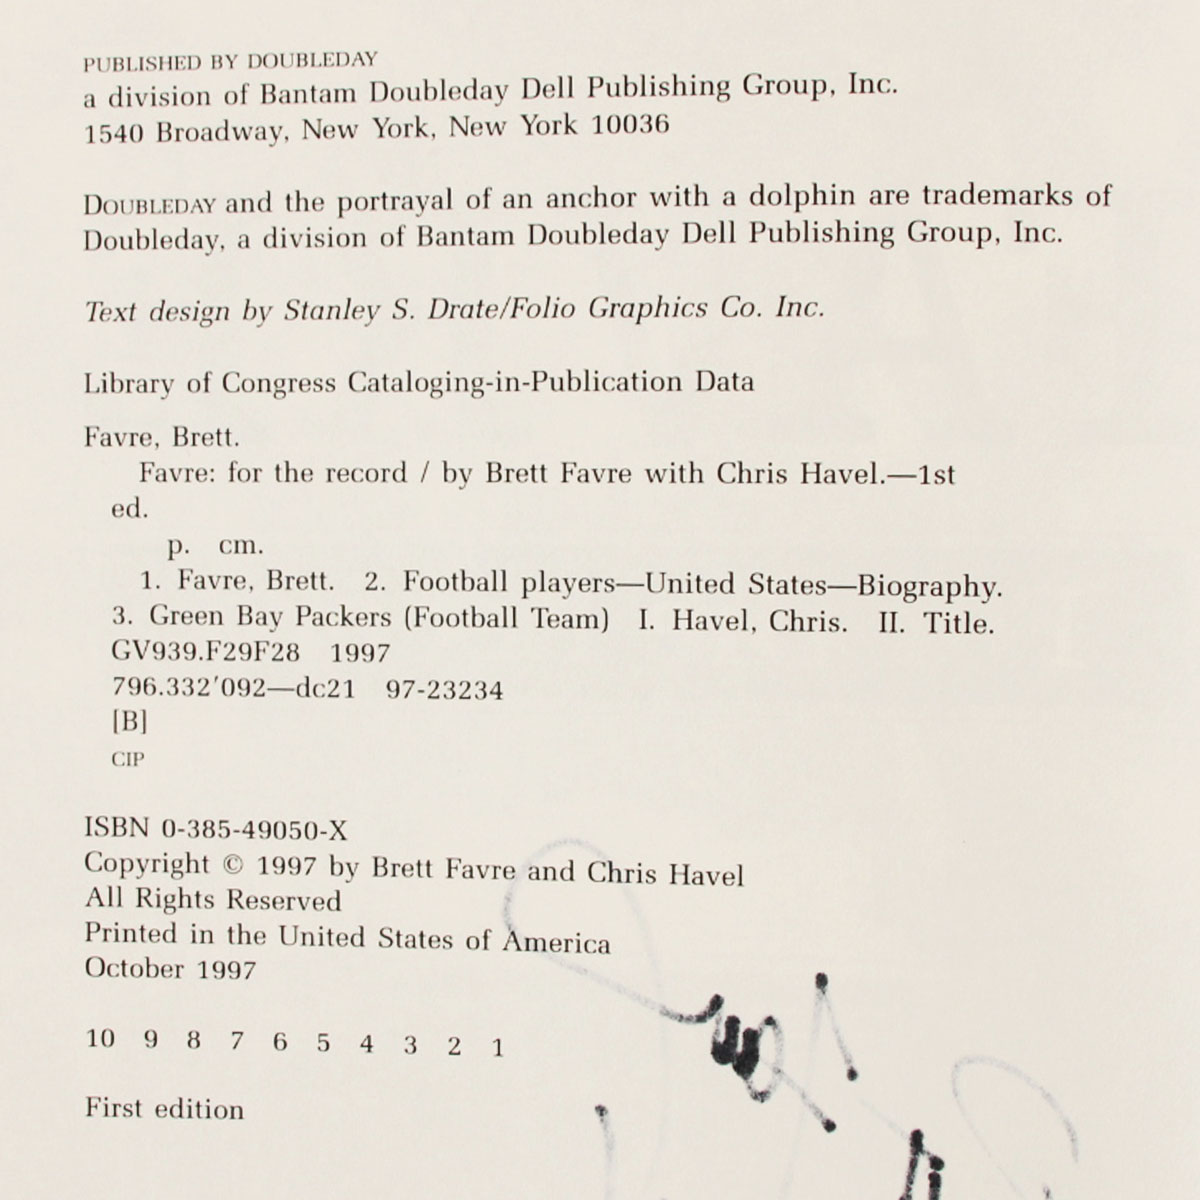 PUBLISHED BY DOUBLEDAY
a division of Bantam Doubleday Dell Publishing Group, Inc.
1540 Broadway, New York, New York 10036
DOUBLEDAY and the portrayal of an anchor with a dolphin are trademarks of
Doubleday, a division of Bantam Doubleday Dell Publishing Group, Inc.
Text design by Stanley S. Drate/Folio Graphics Co. Inc.
Library of Congress Cataloging-in-Publication Data
Favre, Brett.
Favre: for the record / by Brett Favre with Chris Havel.—1st
ed.
p. cm.
1. Favre, Brett. 2. Football players—United States—Biography.
3. Green Bay Packers (Football Team) I. Havel, Chris. II. Title.
GV939.F29F28 1997
796.332'092—dc21 97-23234
[B]
CIP
ISBN 0-385-49050-X
Copyright © 1997 by Brett Favre and Chris Havel
All Rights Reserved
Printed in the United States of America
October 1997
10 9 8 7 6 5 4 3 2 1
First edition